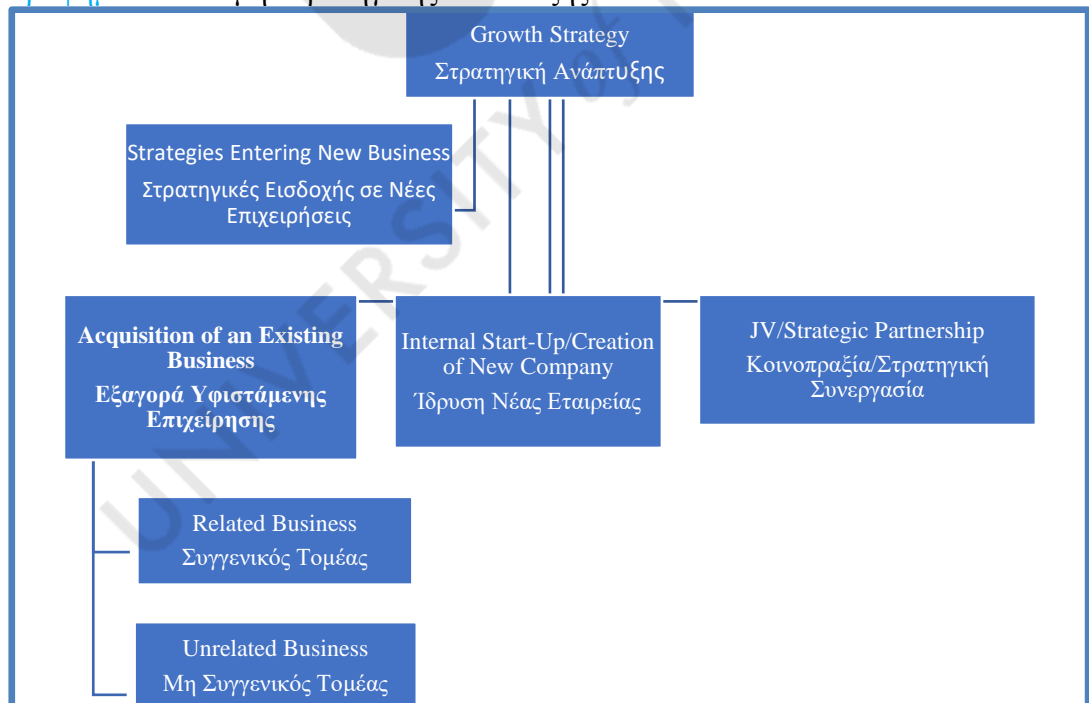 Growth Strategy
Στρατηγική Ανάπτυξης
Strategies Entering New Business
Στρατηγικές Εισδοχής σε Νέες
Επιχειρήσεις
Acquisition of an Existing
Business
Εξαγορά Υφιστάμενης
Επιχείρησης
Internal Start-Up/Creation
of New Company
Ίδρυση Νέας Εταιρείας
JV/Strategic Partnership
Κοινοπραξία/Στρατηγική
Συνεργασία
Related Business
Συγγενικός Τομέας
Unrelated Business
Μη Συγγενικός Τομέας
UNIVERSITY of